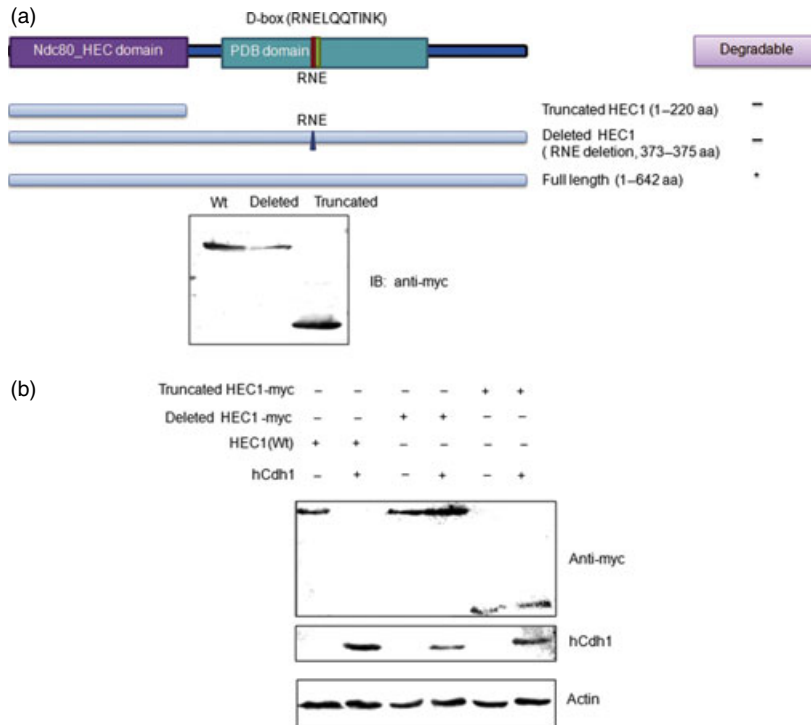 (a)
D-box (RNELQQTINK)
Ndc80_HEC domain
PDB domain
Degradable
RNE
Truncated HEC1 (1–220 aa) –
RNE
Deleted HEC1 –
( RNE deletion, 373–375 aa)
Full length (1–642 aa) *
Wt Deleted Truncated
IB: anti-myc
(b)
Truncated HEC1-myc – – – – + +
Deleted HEC1 -myc – – + + – –
HEC1(Wt) + + – – – –
hCdh1 – + – + – +
Anti-myc
hCdh1
Actin